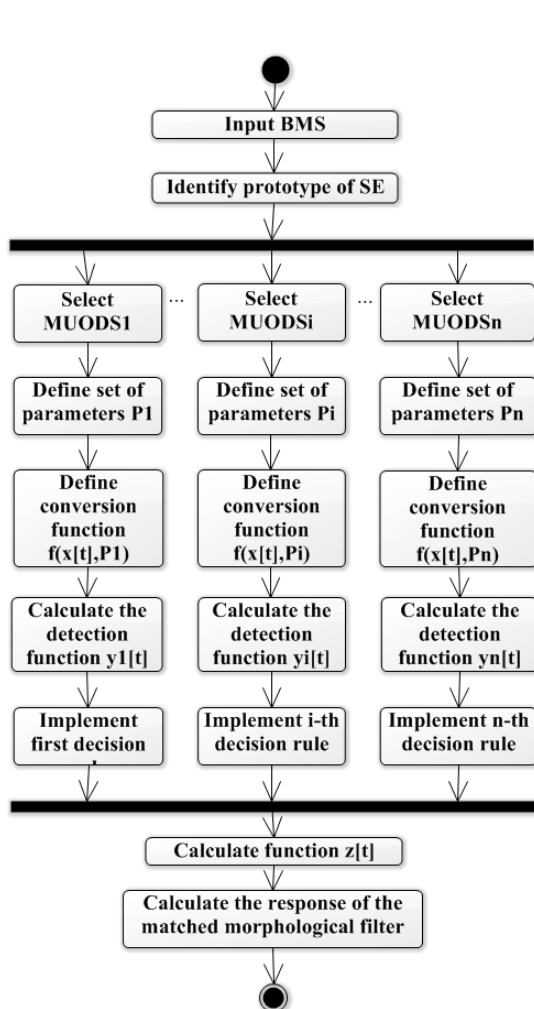 Input BMS
Identify prototype of SE
Select
MUODS1
...
Select
MUODSi
...
Select
MUODSn
Define set of
parameters P1
Define set of
parameters Pi
Define set of
parameters Pn
Define
conversion
function
f(x[t],P1)
Define
conversion
function
f(x[t],Pi)
Define
conversion
function
f(x[t],Pn)
Calculate the
detection
function y1[t]
Calculate the
detection
function yi[t]
Calculate the
detection
function yn[t]
Implement
first decision
Implement i-th
decision rule
Implement n-th
decision rule
Calculate function z[t]
Calculate the response of the
matched morphological filter